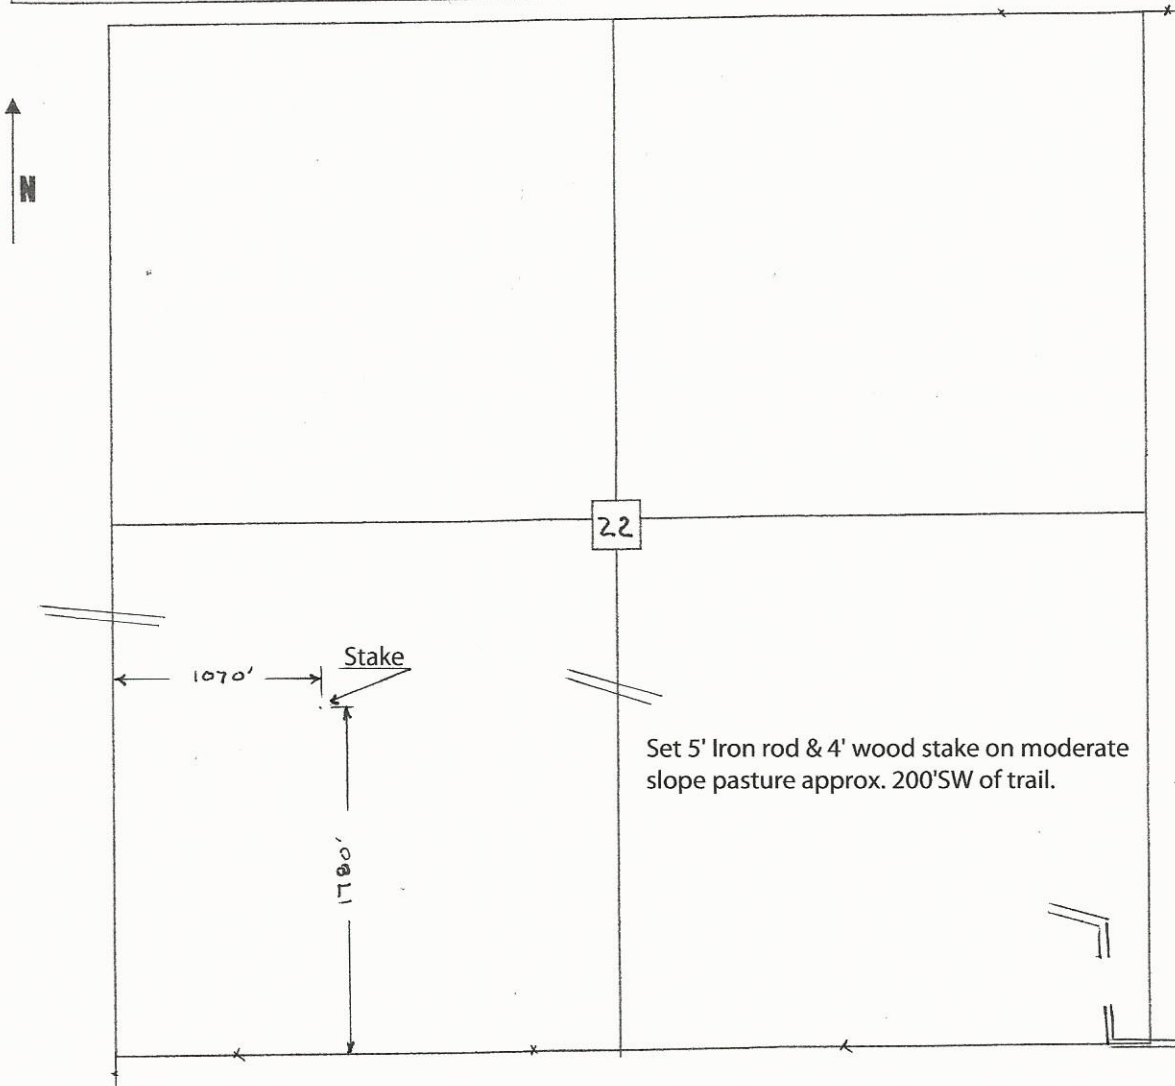 N
22
1070'
Stake
Set 5' Iron rod & 4' wood stake on moderate
slope pasture approx. 200'SW of trail.
1780'